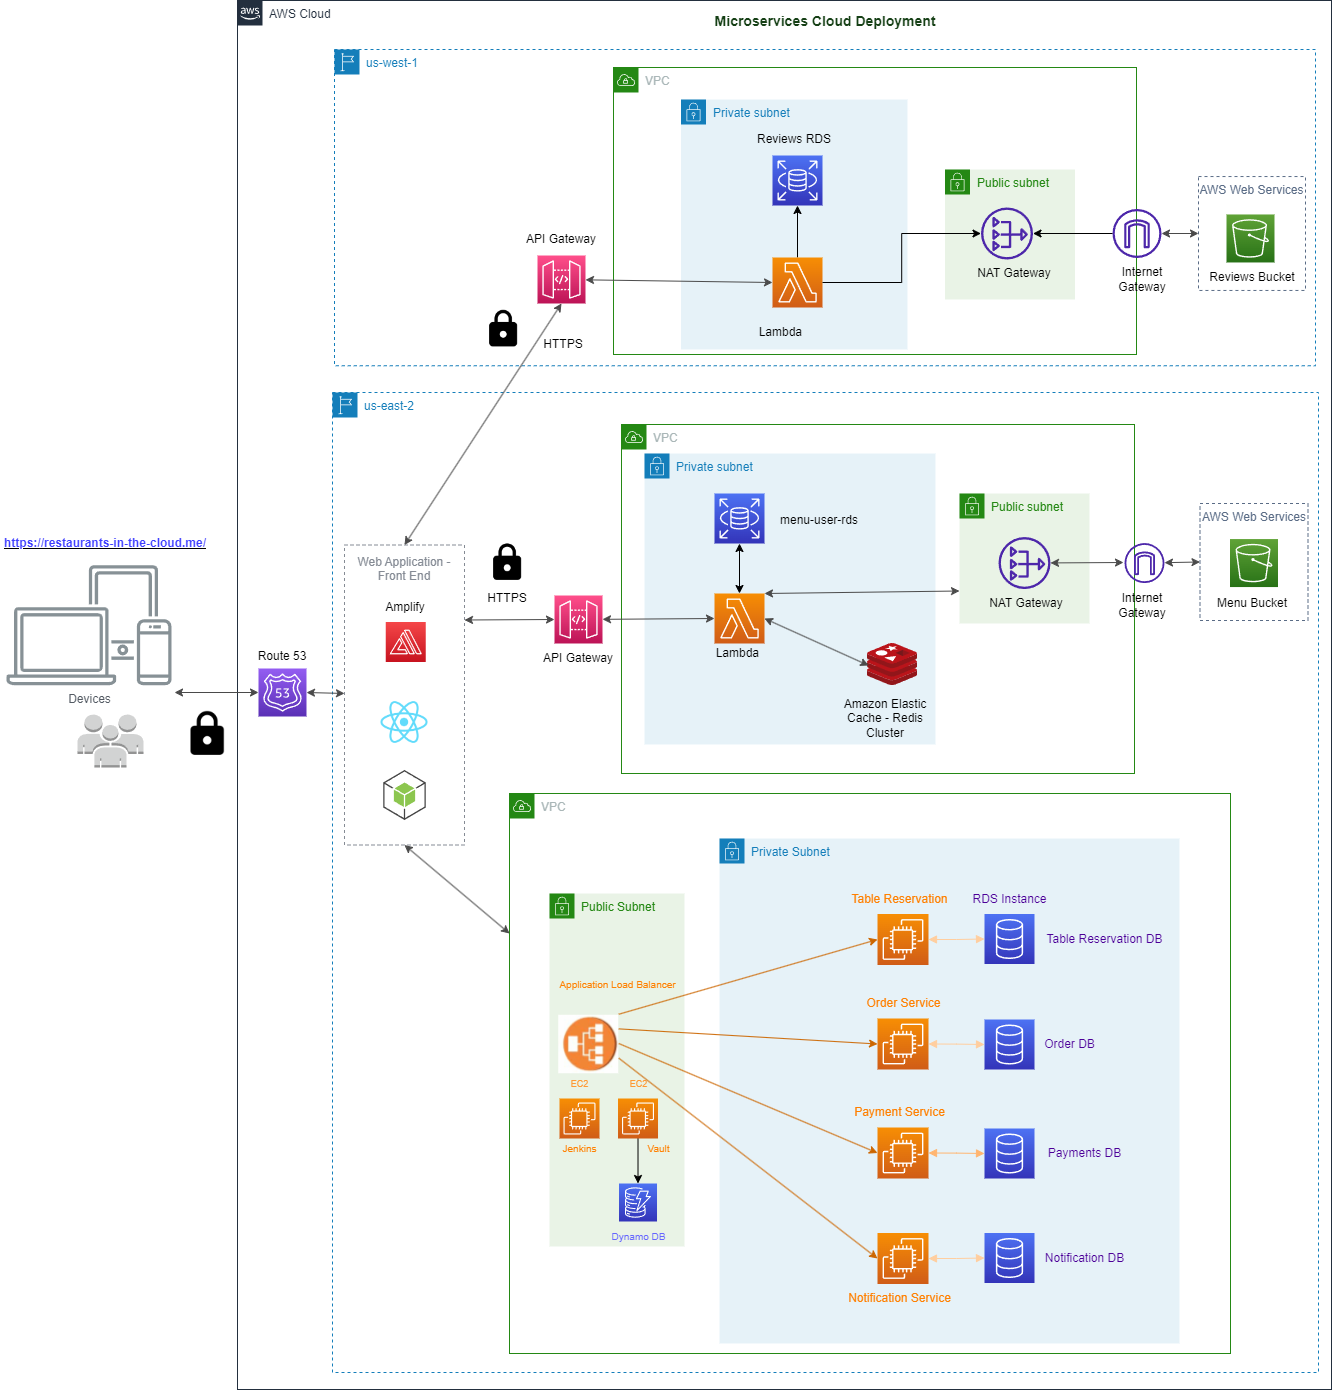 aws
AWS Cloud
Microservices Cloud Deployment
us-west-1
VPC
Private subnet
Reviews RDS
Public subnet
AWS Web Services
API Gateway
NAT Gateway
Internet
Gateway
Reviews Bucket
Lambda
HTTPS
us-east-2
VPC
Private subnet
menu-user-rds
Public subnet
AWS Web Services
https://restaurants-in-the-cloud.me/
Web Application -
Front End
Amplify
HTTPS
NAT Gateway
Internet
Gateway
Menu Bucket
API Gateway
Lambda
Route 53
53
Devices
Amazon Elastic
Cache - Redis
Cluster
VPC
Private Subnet
Public Subnet
Table Reservation
RDS Instance
Table Reservation DB
Application Load Balancer
Order Service
Order DB
EC2
EC2
Payment Service
Jenkins
Vault
Payments DB
Dynamo DB
Notification DB
Notification Service